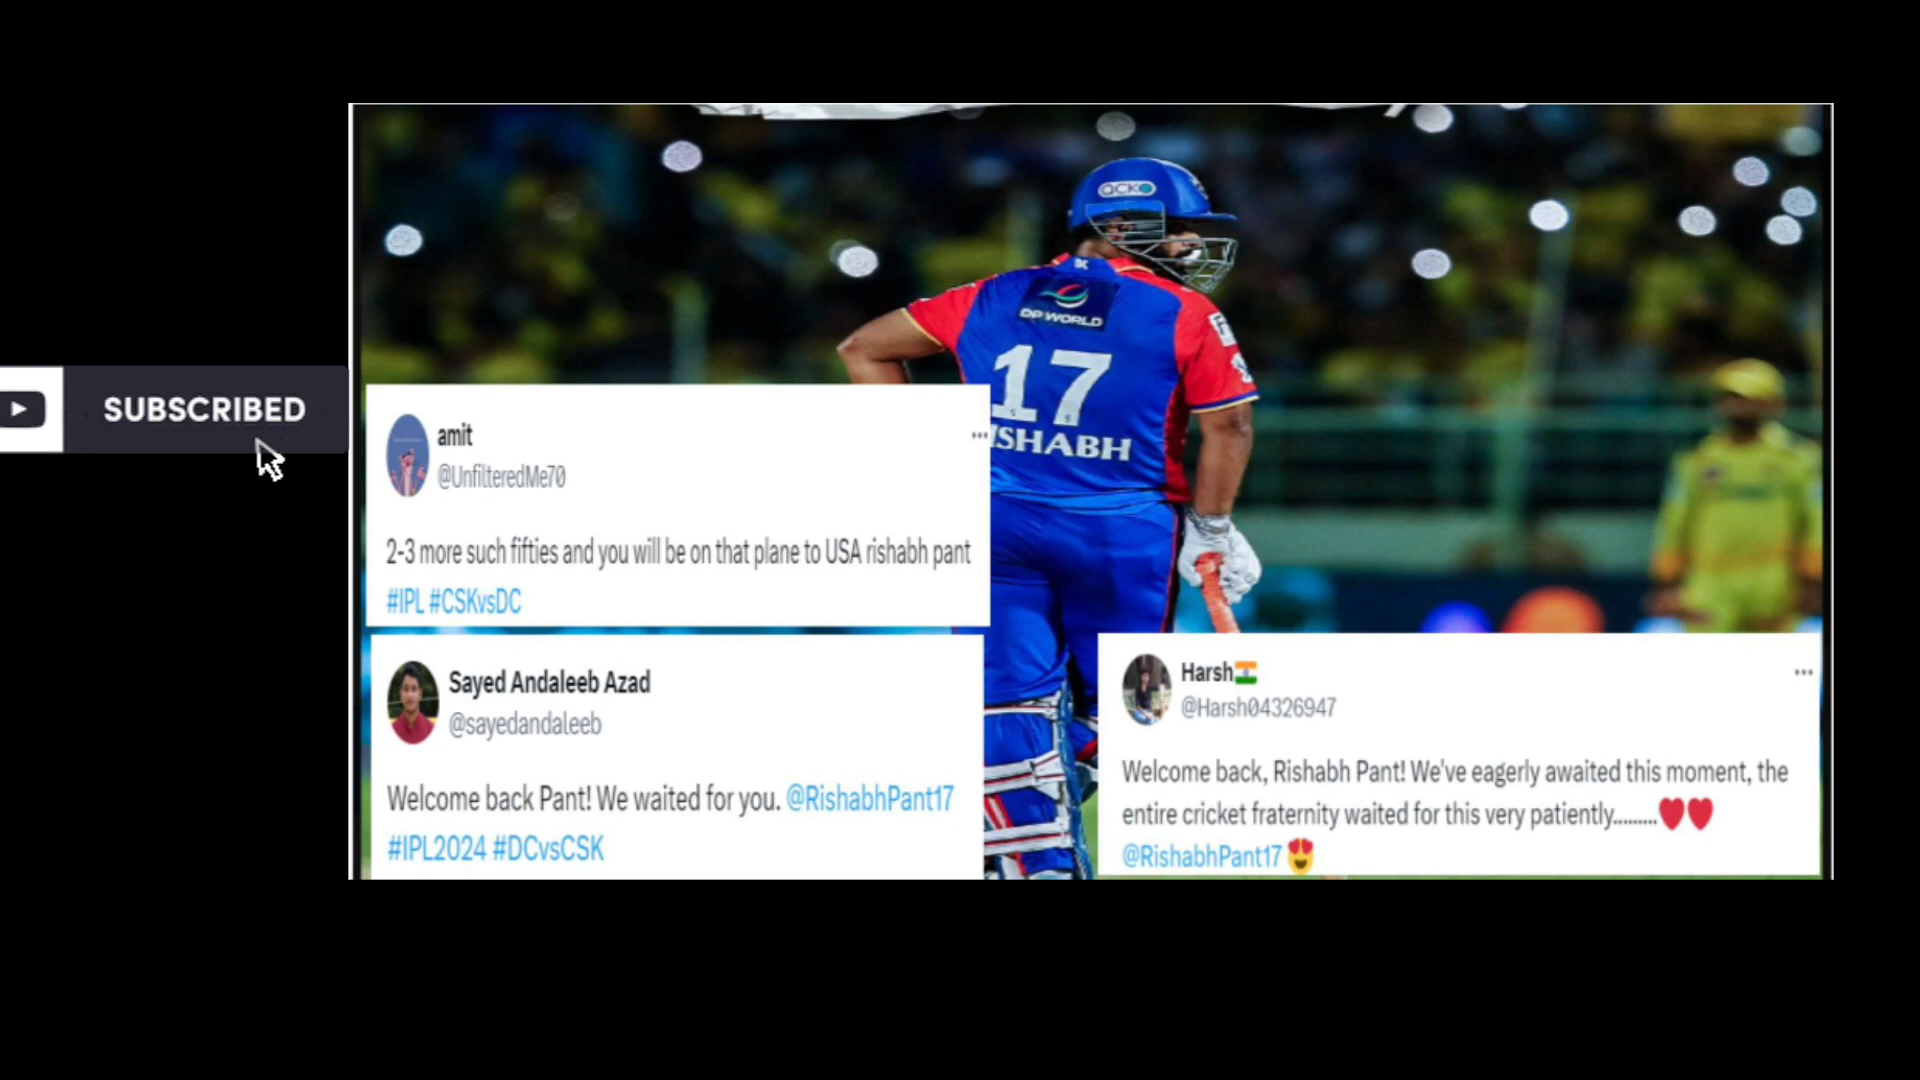 ACKO
DP WORLD
17
ISHABH
SUBSCRIBED
amit
@UnfilteredMe70
2-3 more such fifties and you will be on that plane to USA rishabh pant
#IPL #CSKvsDC
Sayed Andaleeb Azad
@sayedandaleeb
Welcome back Pant! We waited for you. @RishabhPant17
#IPL2024 #DCvsCSK
Harsh🇮🇳
@Harsh04326947
Welcome back, Rishabh Pant! We've eagerly awaited this moment, the
entire cricket fraternity waited for this very patiently.........♥️♥️
@RishabhPant17😍